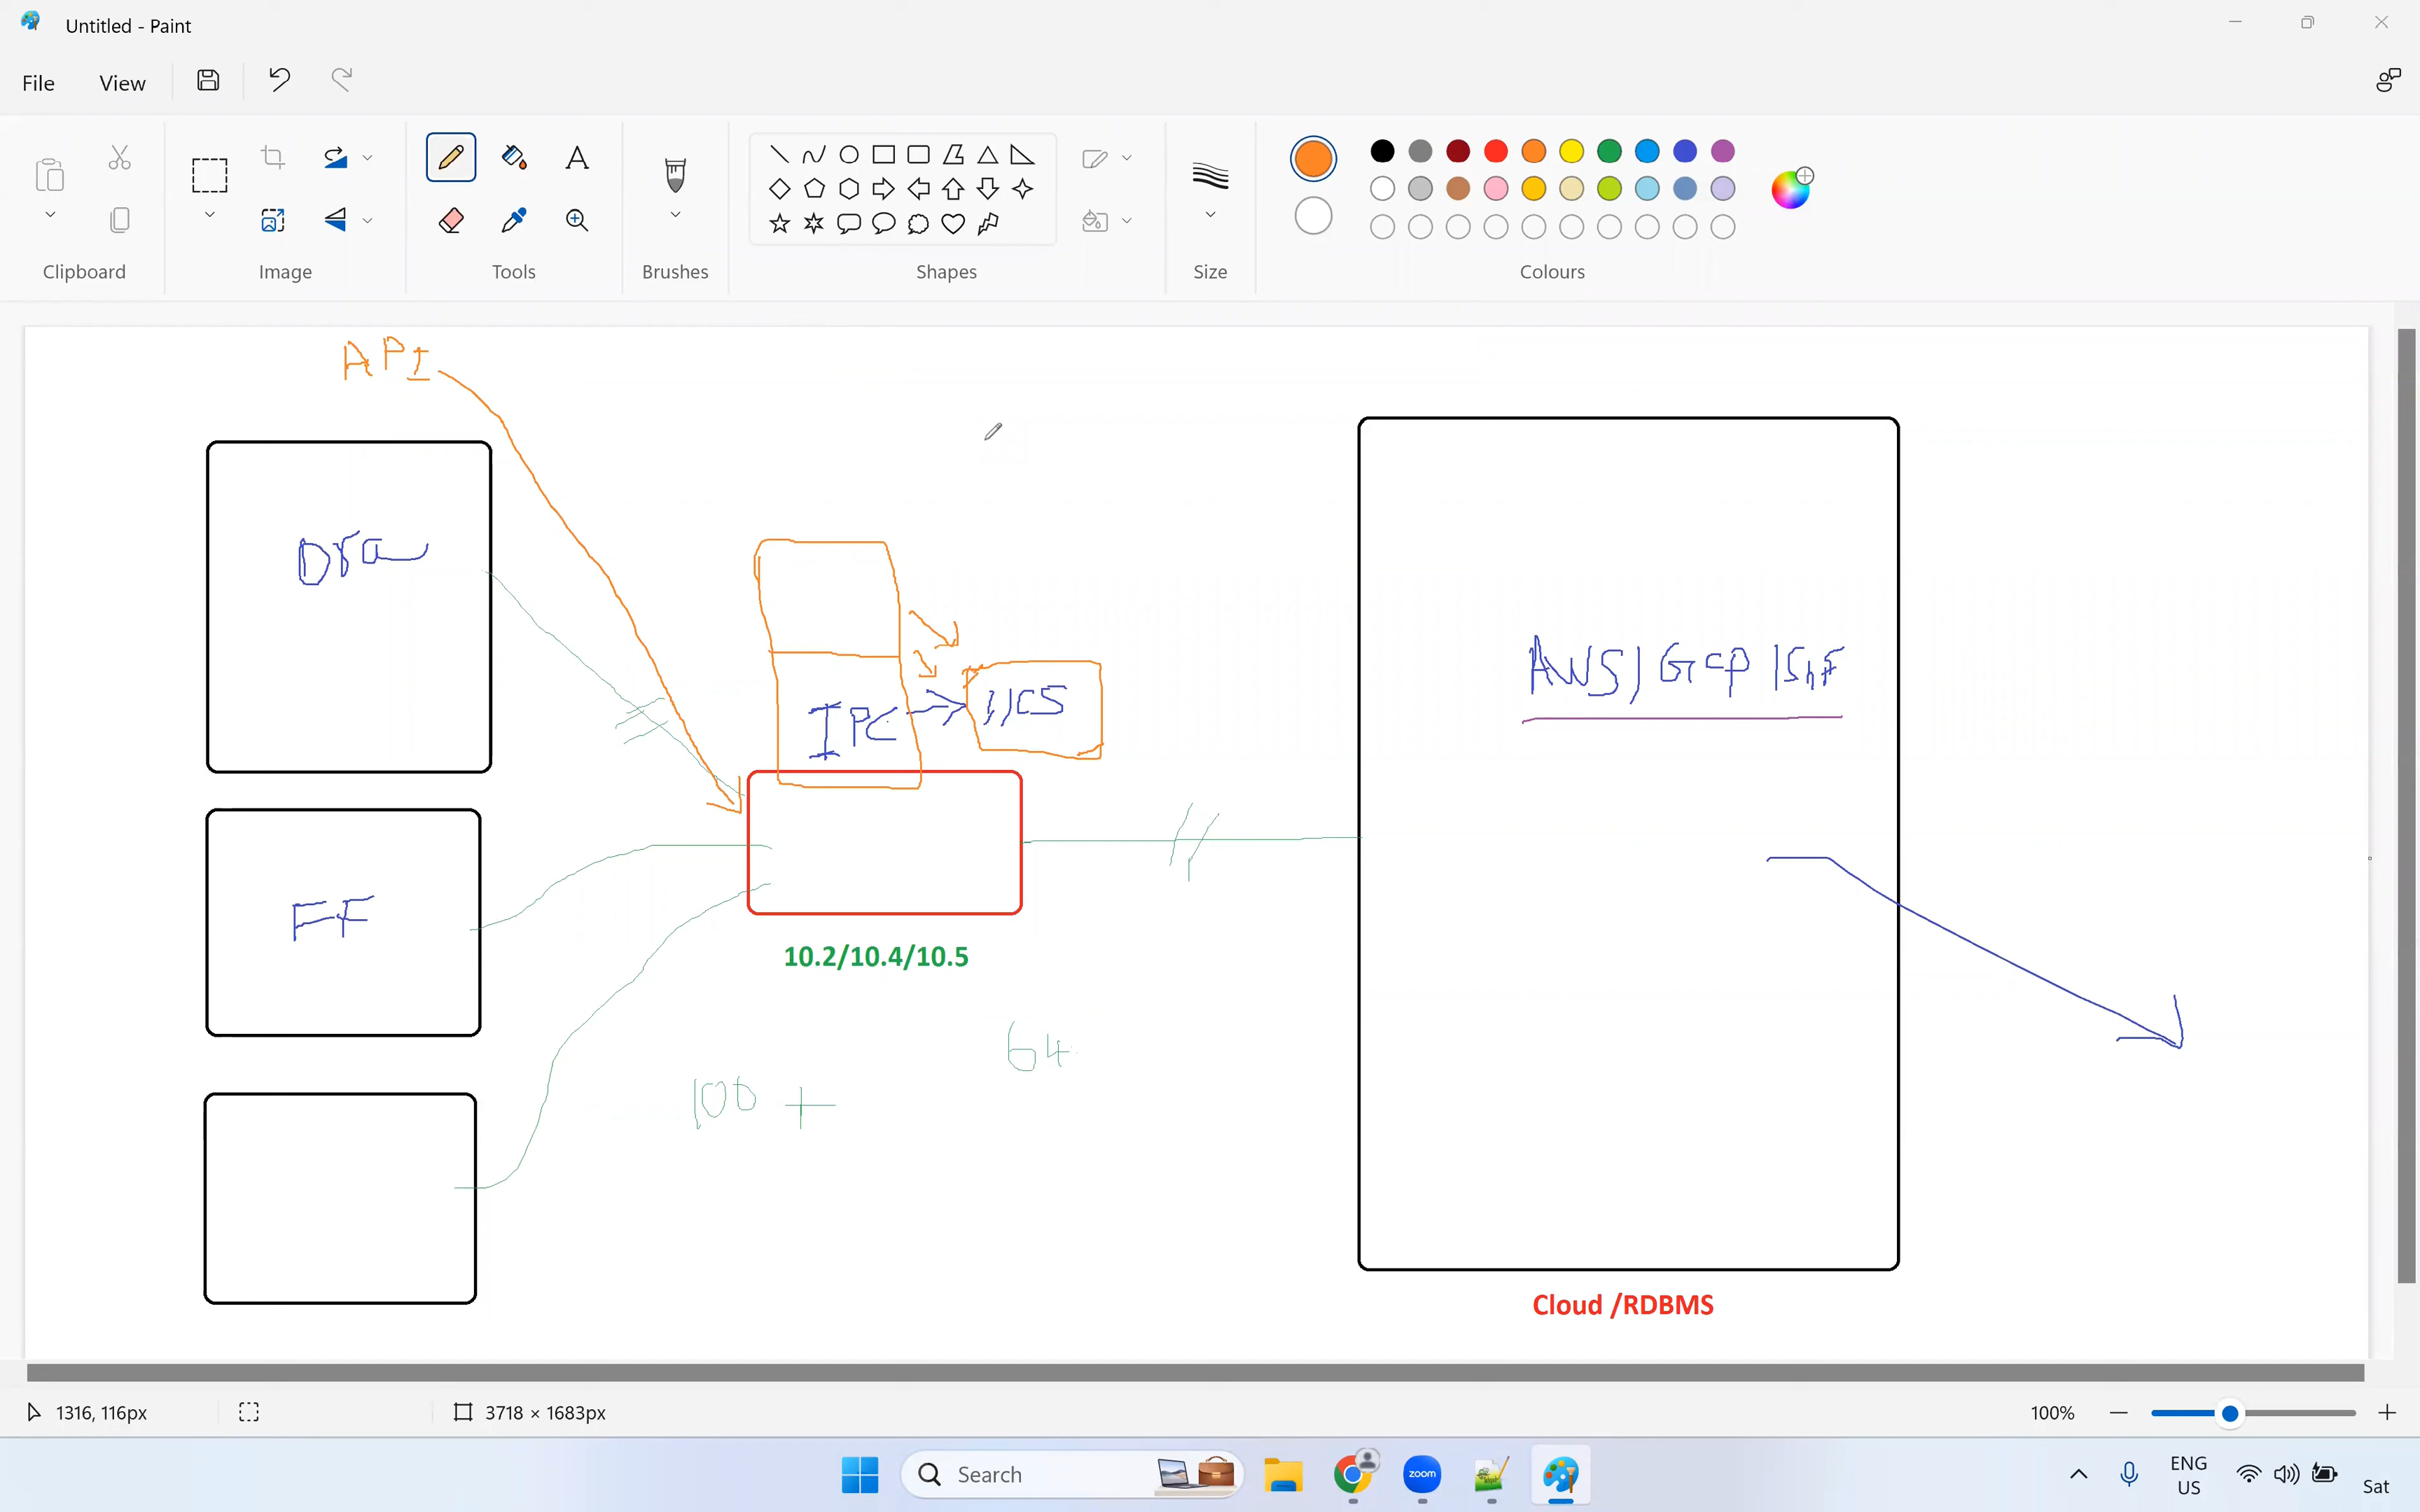 Untitled - Paint
File View
Clipboard
Image
Tools
Brushes
Shapes
Size
Colours
API
Ora
FF
IPC
IICS
10.2/10.4/10.5
64
100 +
AWS | GCP |
Cloud /RDBMS
1316, 116px
3718 × 1683px
100%
Search
zoom
ENG
US
Sat